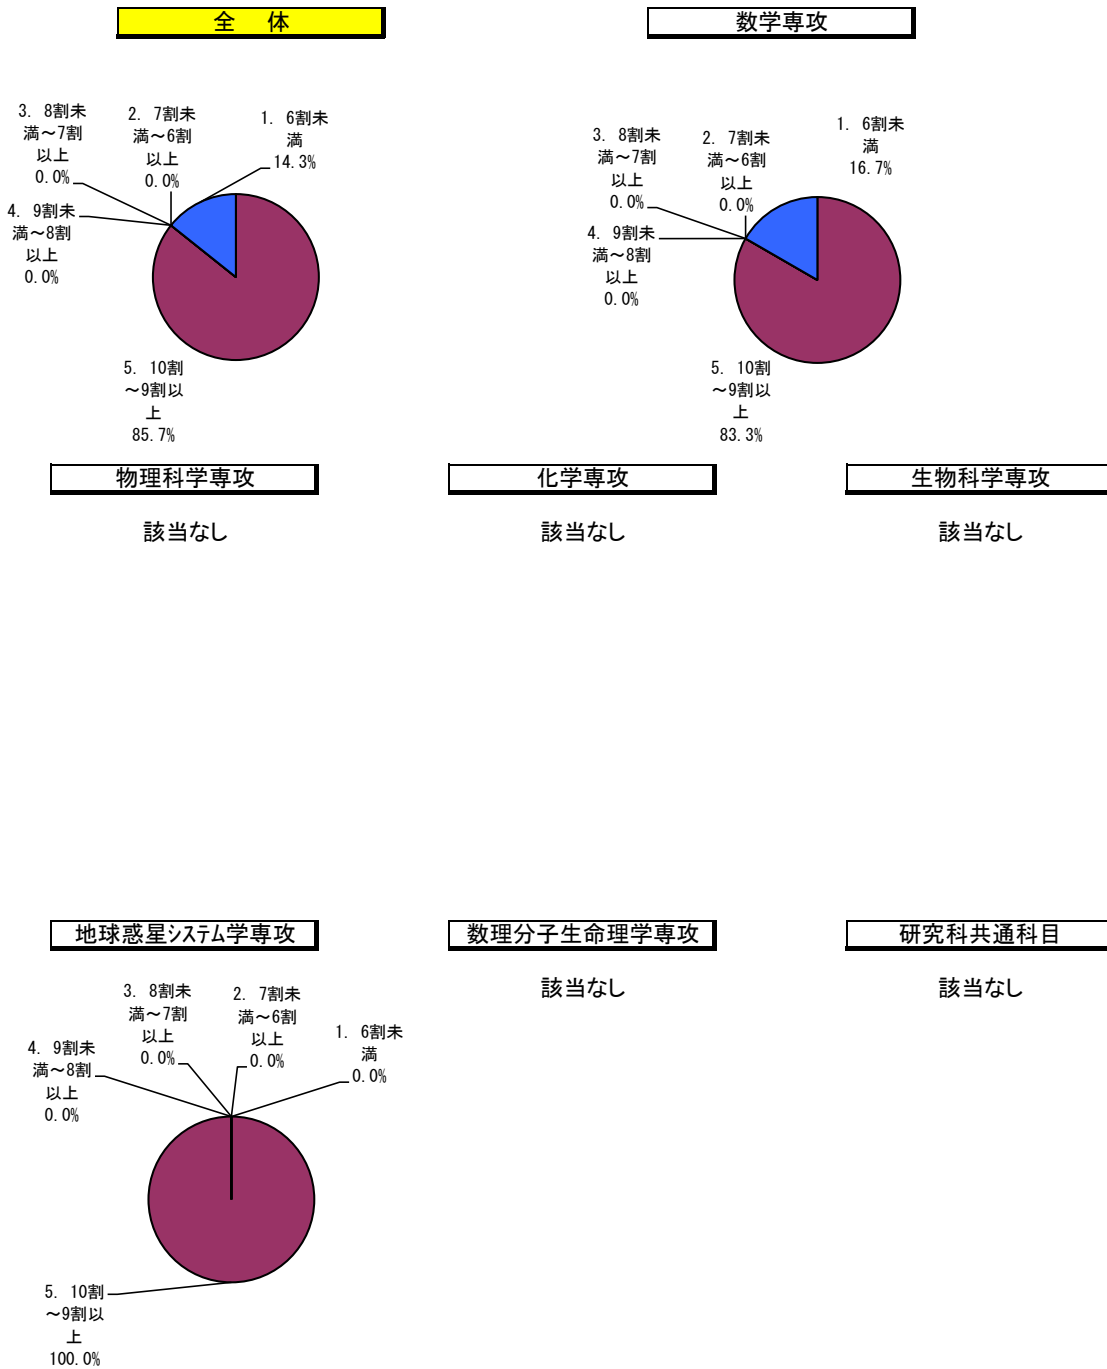 全 体
3. 8割未
満～7割
以上
0.0%
2. 7割未
満～6割
以上
0.0%
1. 6割未
満
14.3%
4. 9割未
満～8割
以上
0.0%
5. 10割
～9割以
上
85.7%
数学専攻
3. 8割未
満～7割
以上
0.0%
2. 7割未
満～6割
以上
0.0%
1. 6割未
満
16.7%
4. 9割未
満～8割
以上
0.0%
5. 10割
～9割以
上
83.3%
物理科学専攻
該当なし
化学専攻
該当なし
生物科学専攻
該当なし
地球惑星システム学専攻
3. 8割未
満～7割
以上
0.0%
2. 7割未
満～6割
以上
0.0%
1. 6割未
満
0.0%
4. 9割未
満～8割
以上
0.0%
5. 10割
～9割以
上
100.0%
数理分子生命理学専攻
該当なし
研究科共通科目
該当なし